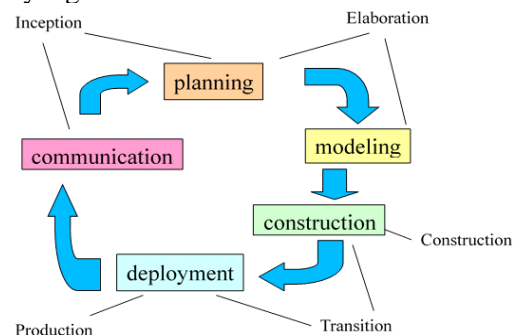 Inception
Elaboration
planning
modeling
communication
construction
Construction
deployment
Production
Transition